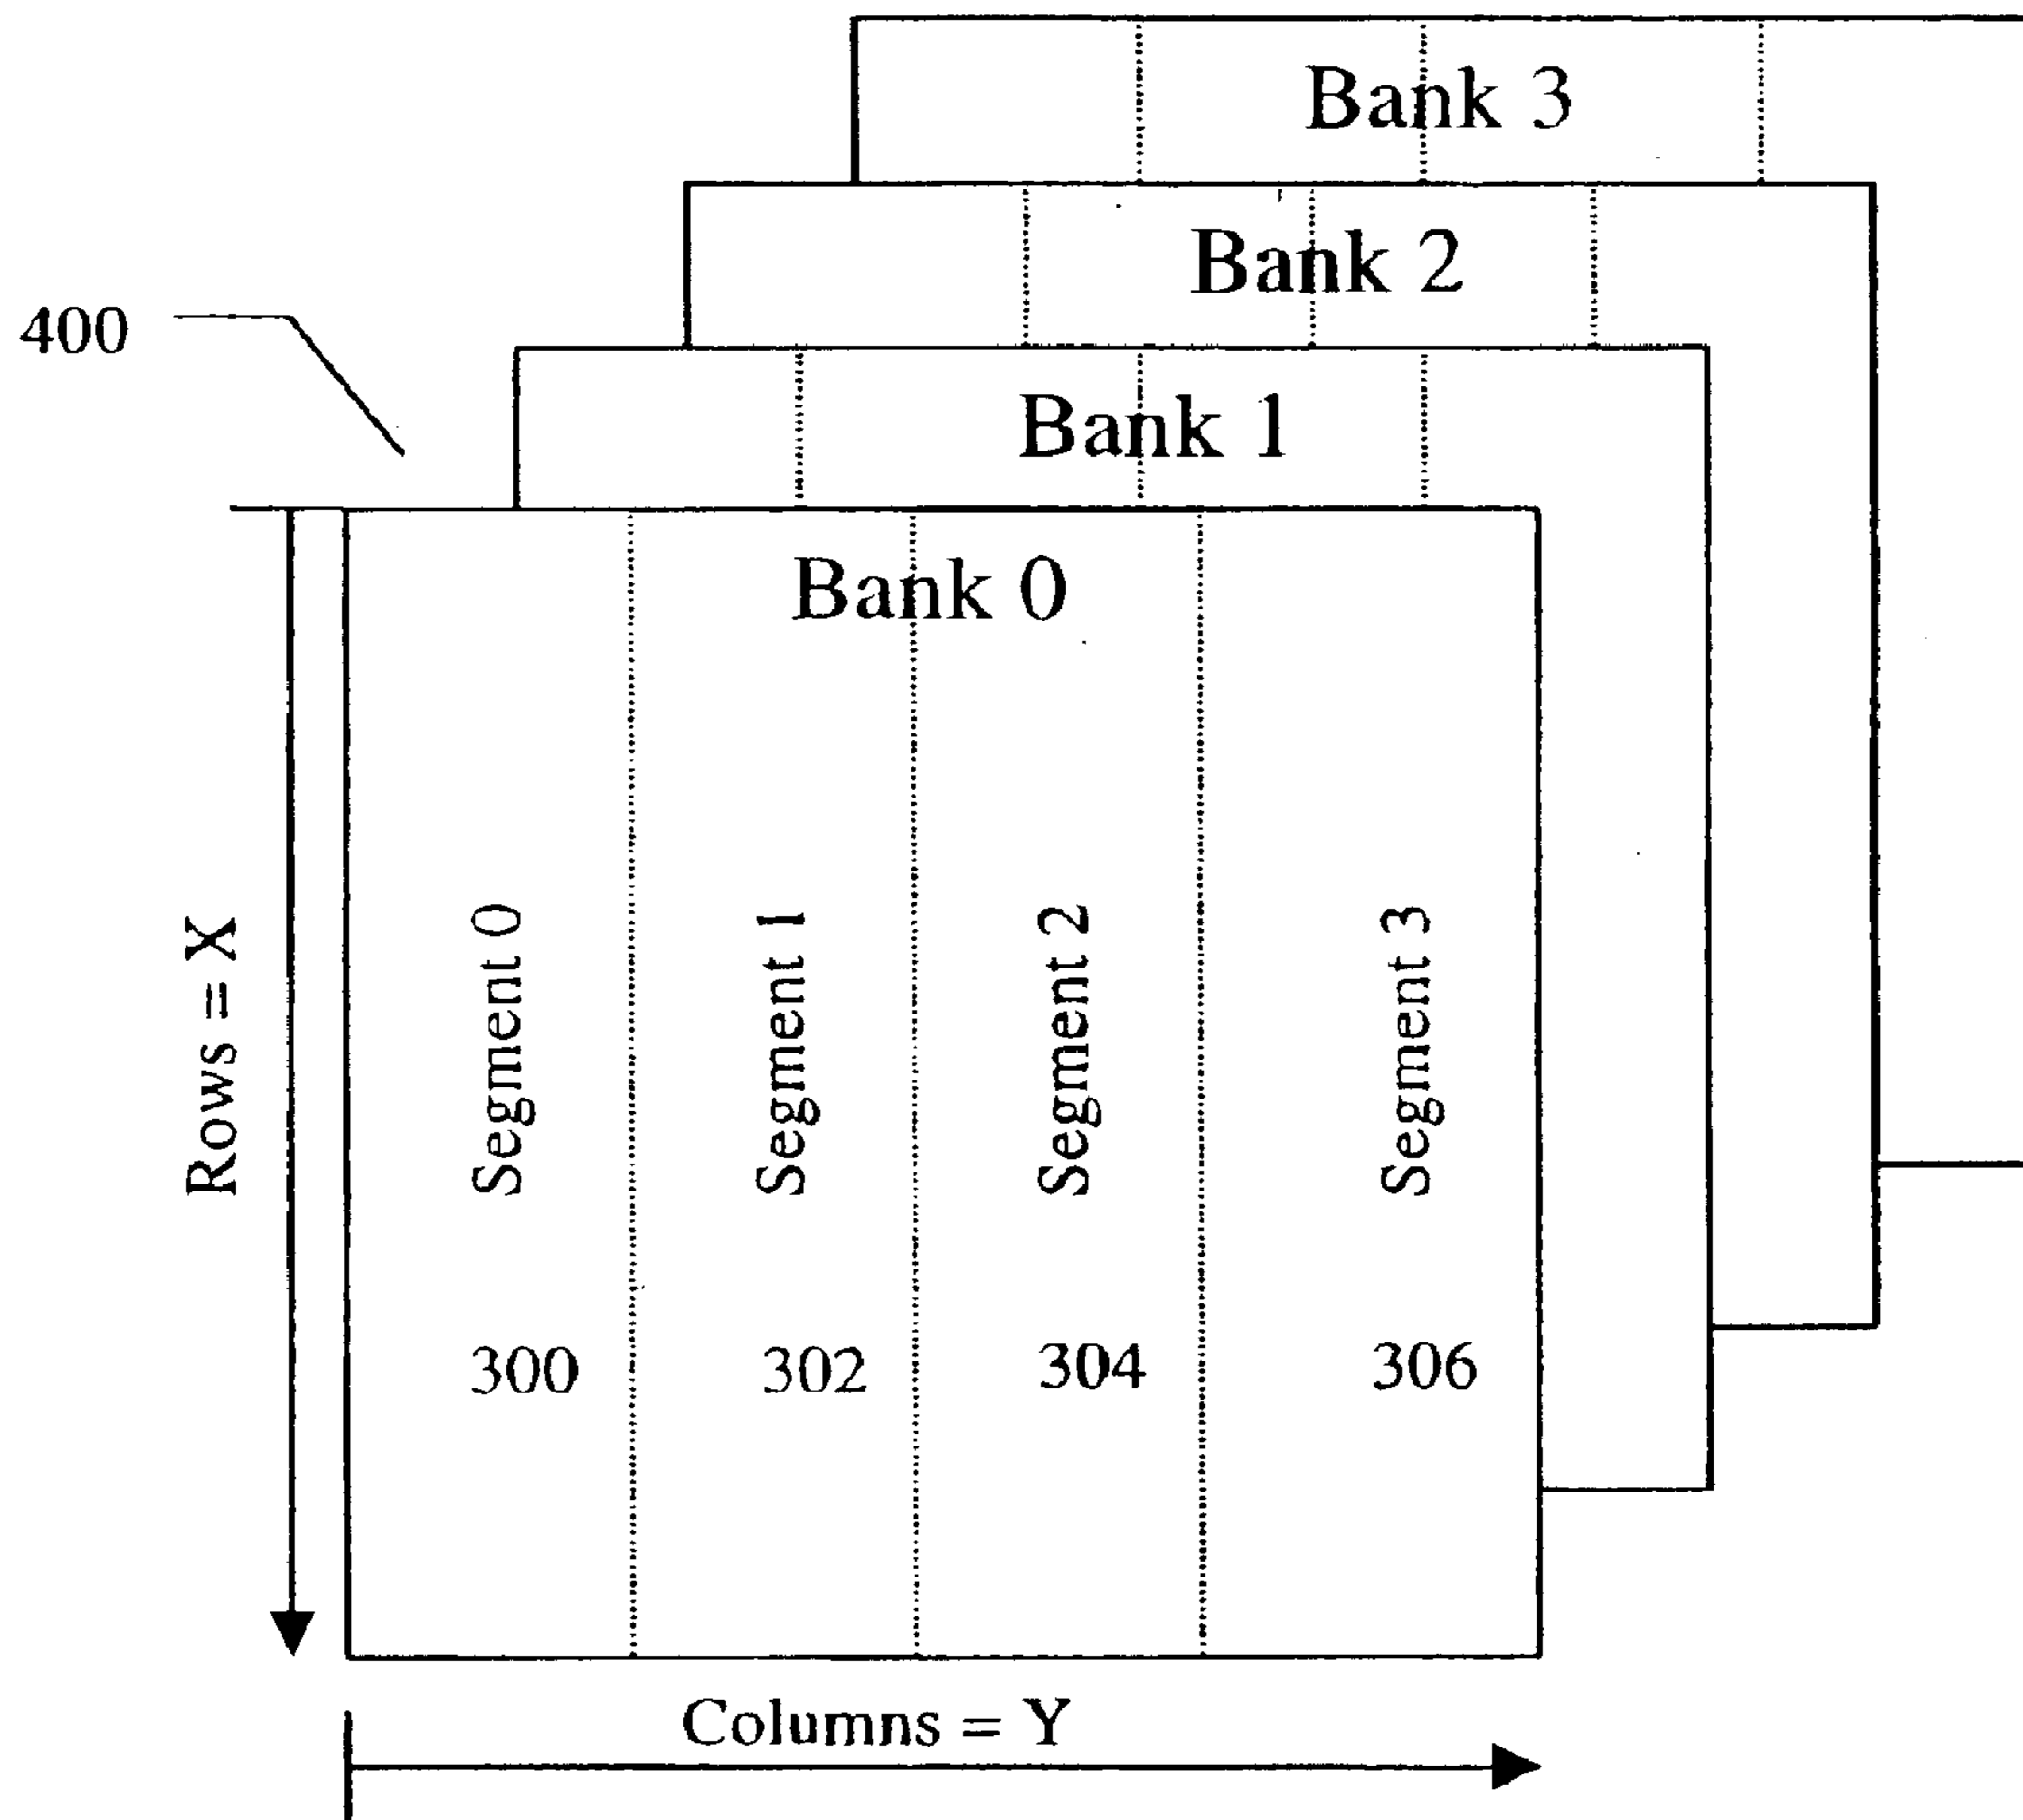 Bank 3
Bank 2
400
Bank 1
Bank 0
Rows = X
Segment 0
Segment 1
Segment 2
Segment 3
300
302
304
306
Columns = Y